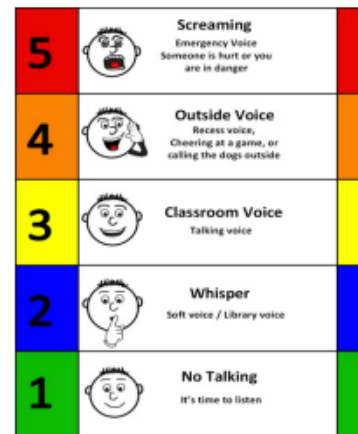 5
Screaming
Emergency Voice
Someone is hurt or you
are in danger
4
Outside Voice
Recess voice,
Cheering at a game, or
calling the dogs outside
3
Classroom Voice
Talking voice
2
Whisper
Soft voice / Library voice
1
No Talking
It's time to listen